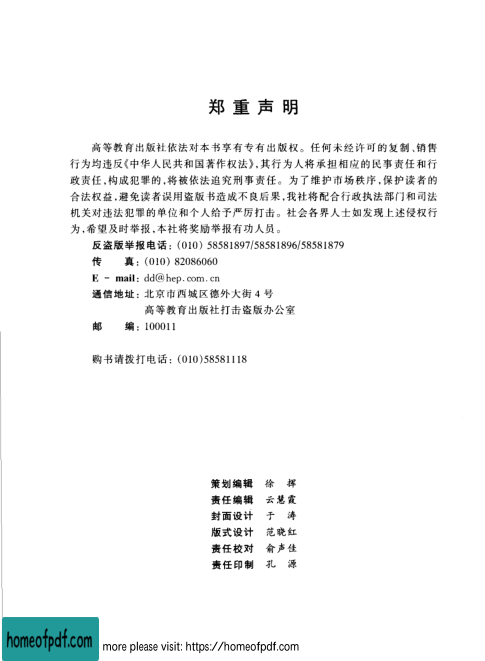 郑重声明
高等教育出版社依法对本书享有专有出版权。任何未经许可的复制、销售
行为均违反《中华人民共和国著作权法》,其行为人将承担相应的民事责任和行
政责任,构成犯罪的,将被依法追究刑事责任。为了维护市场秩序,保护读者的
合法权益,避免读者误用盗版书造成不良后果,我社将配合行政执法部门和司法
机关对违法犯罪的单位和个人给予严厉打击。社会各界人士如发现上述侵权行
为,希望及时举报,本社将奖励举报有功人员。
反盗版举报电话: (010) 58581897/58581896/58581879
传 真: (010) 82086060
E - mail: dd@hep.com.cn
通信地址: 北京市西城区德外大街 4 号
高等教育出版社打击盗版办公室
邮 编: 100011
购书请拨打电话: (010)58581118
策划编辑 徐 挥
责任编辑 云慧霞
封面设计 于 涛
版式设计 范晓红
责任校对 俞声佳
责任印制 孔 源
homeofpdf.com more please visit: https://homeofpdf.com